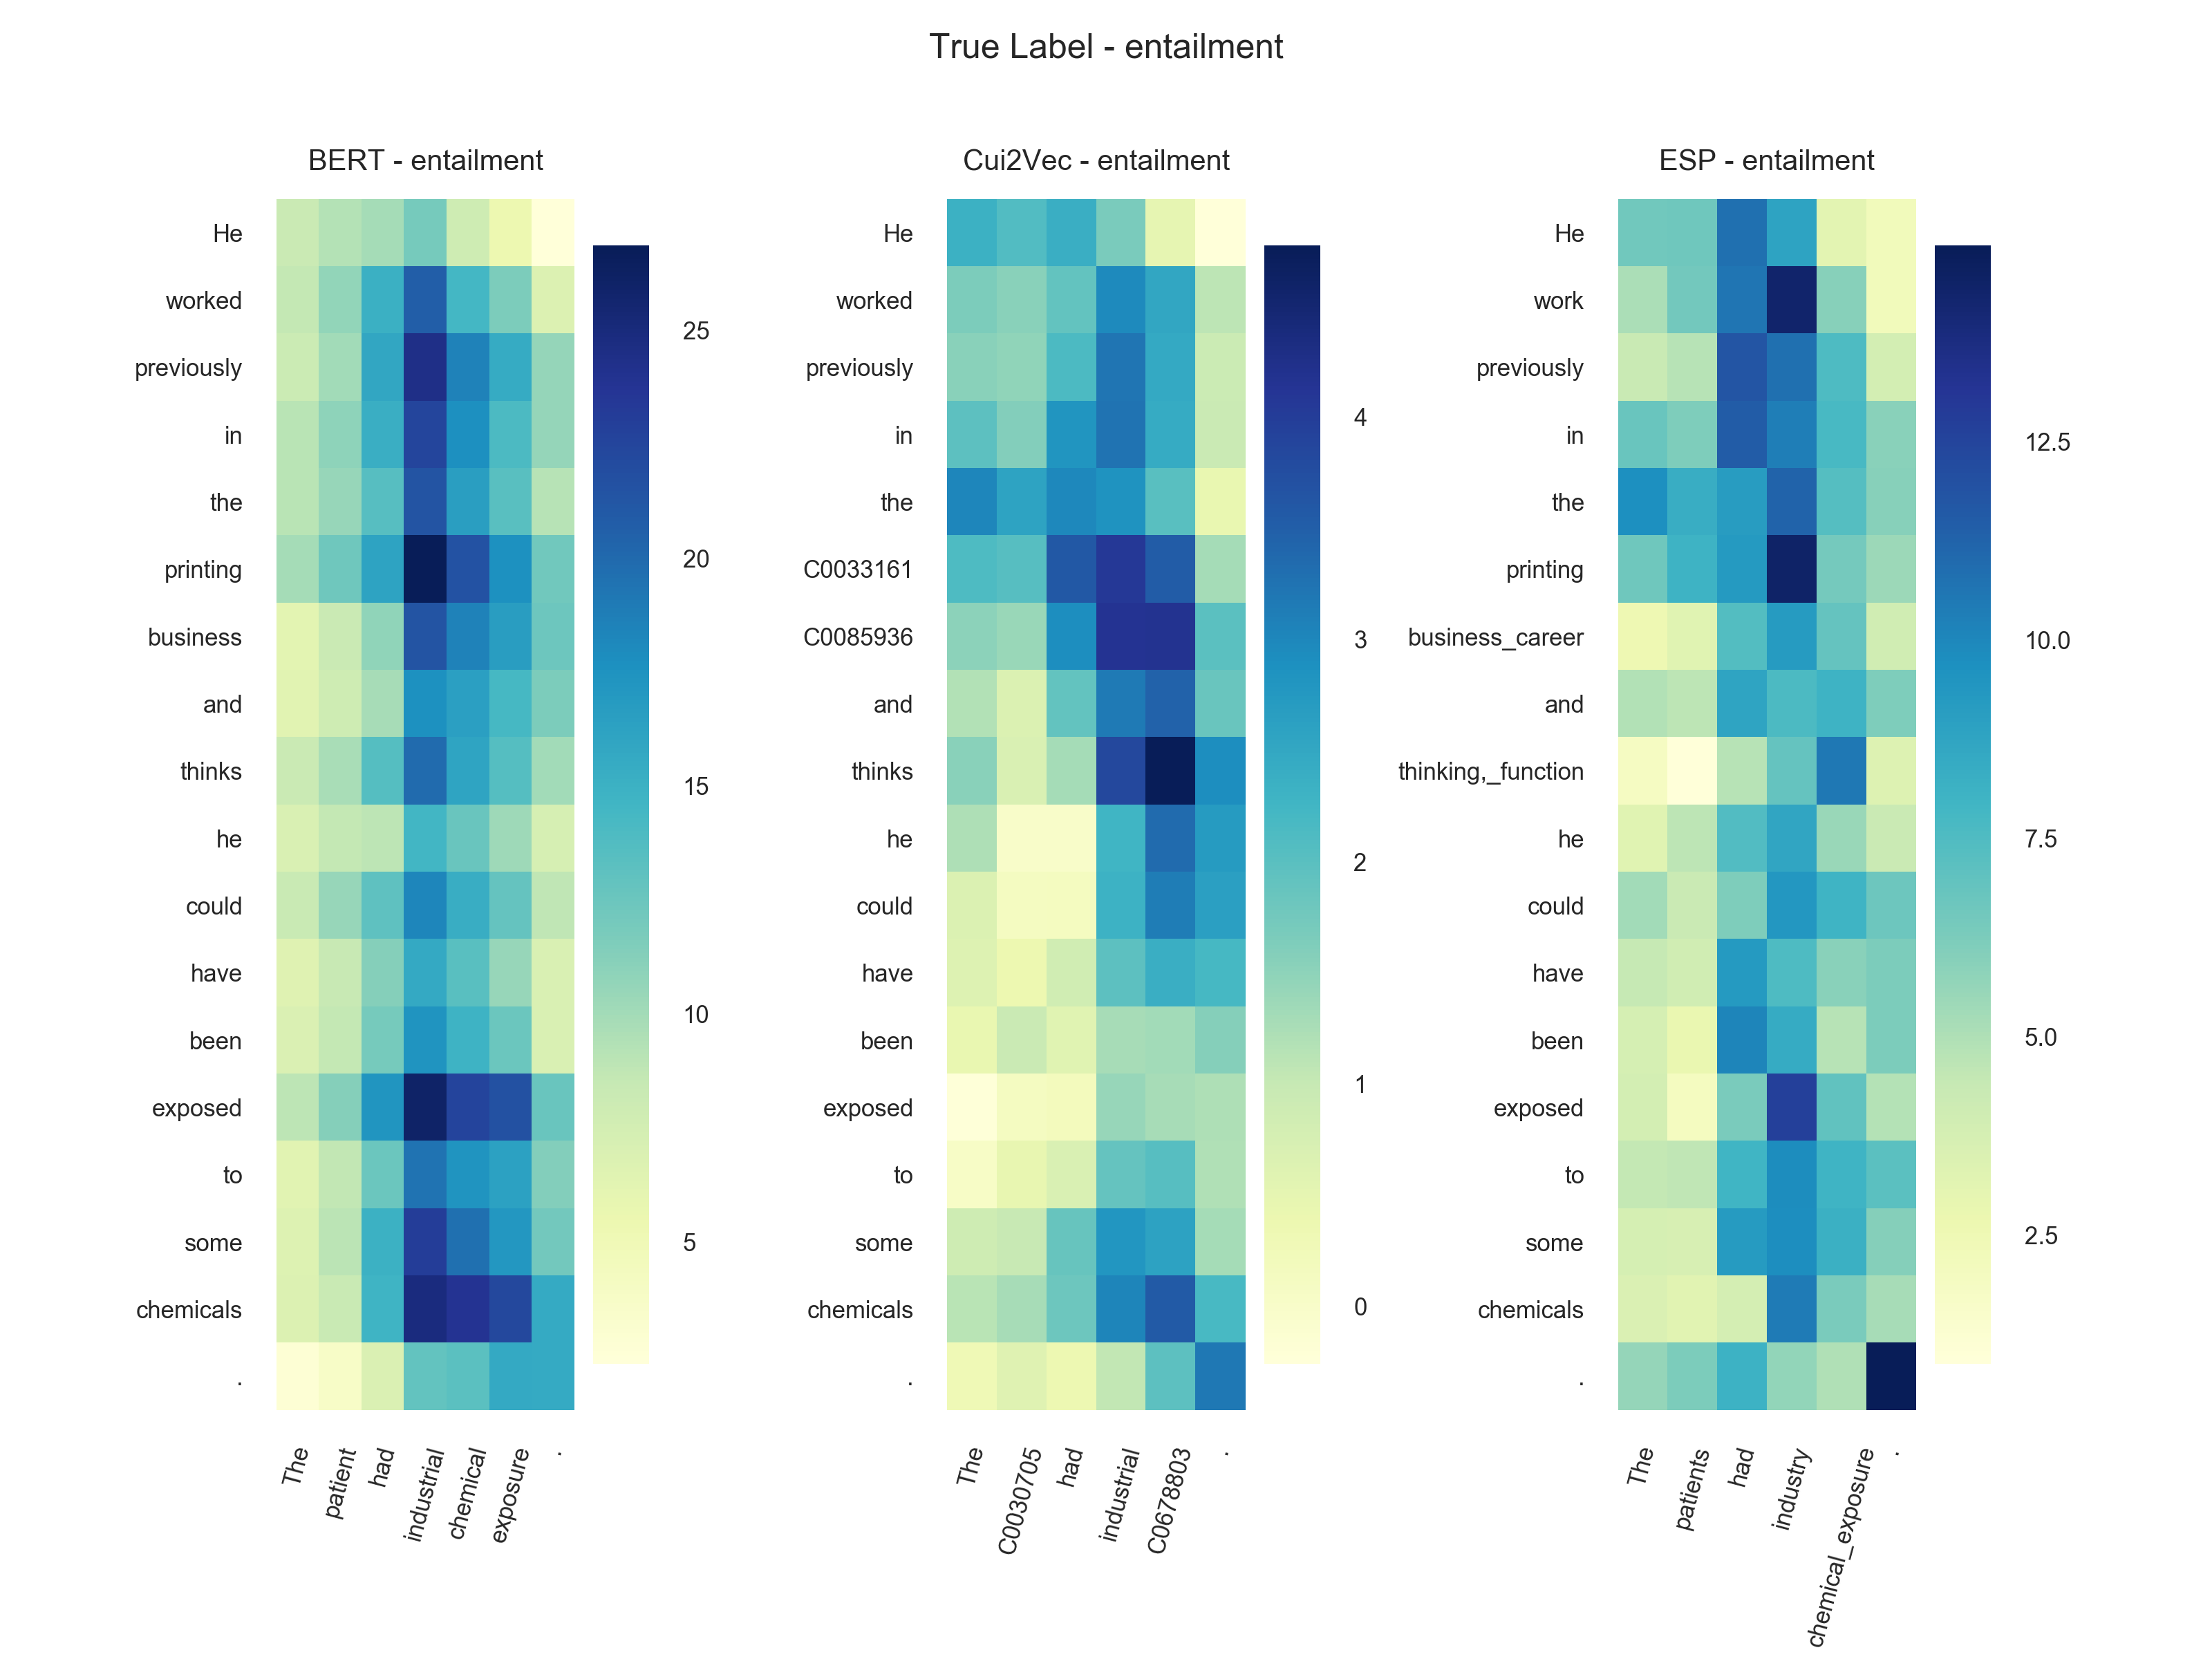 True Label - entailment
BERT - entailment
He
worked
previously
in
the
printing
business
and
thinks
he
could
have
been
exposed
to
some
chemicals
.
The
patient
had
industrial
chemical
exposure
.
25
20
15
10
5
Cui2Vec - entailment
He
worked
previously
in
the
C0033161
C0085936
and
thinks
he
could
have
been
exposed
to
some
chemicals
.
The
C0030705
had
industrial
C0678803
.
4
3
2
1
0
ESP - entailment
He
work
previously
in
the
printing
business_career
and
thinking,_function
he
could
have
been
exposed
to
some
chemicals
.
The
patients
had
industry
chemical_exposure
.
12.5
10.0
7.5
5.0
2.5